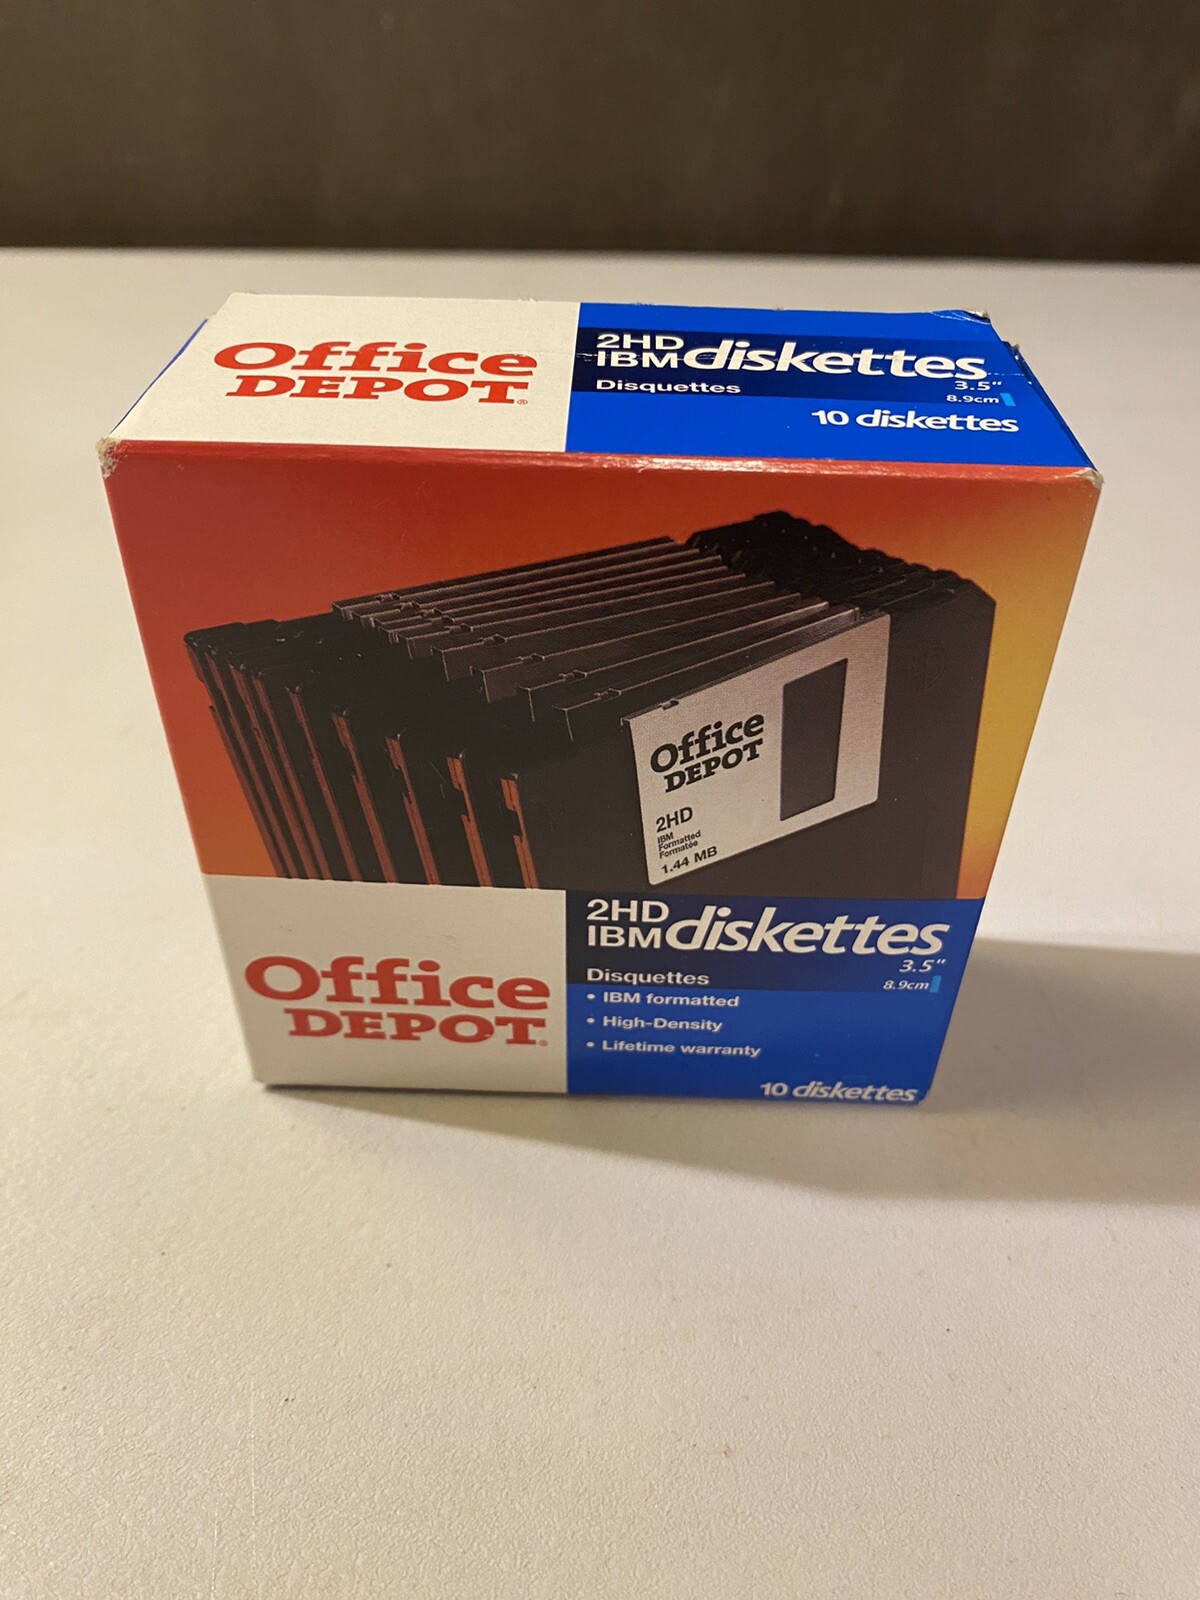 Office
DEPOT®
2HD
IBM diskettes
Disquettes
3.5"
8.9cm
10 diskettes
HD
Office
DEPOT
2HD
IBM
Formatted
Formatée
1.44 MB
Office
DEPOT®
2HD
IBM diskettes
3.5"
8.9cm
Disquettes
• IBM formatted
• High-Density
• Lifetime warranty
10 diskettes